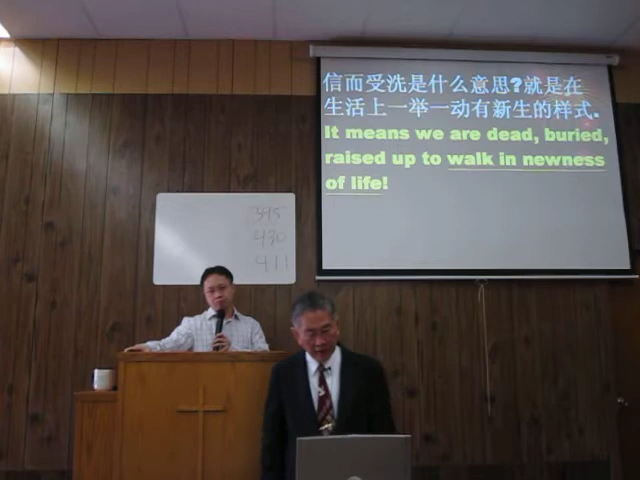 信而受洗是什么意思?就是在
生活上一举一动有新生的样式.
It means we are dead, buried,
raised up to walk in newness
of life!
395
430
411